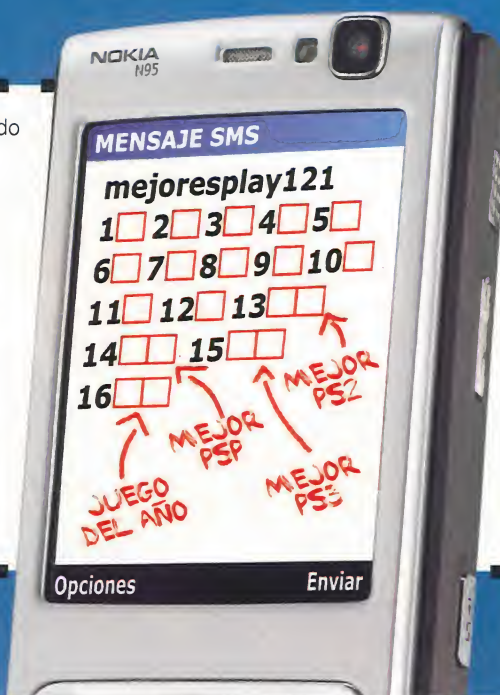 do
NOKIA
N95
MENSAJE SMS
mejoresplay121
1 2 3 4 5
6 7 8 9 10
11 12 13
14 15
16
MEJOR
PS2
MEJOR
PSP
MEJOR
PS3
JUEGO
DEL AÑO
Opciones Enviar